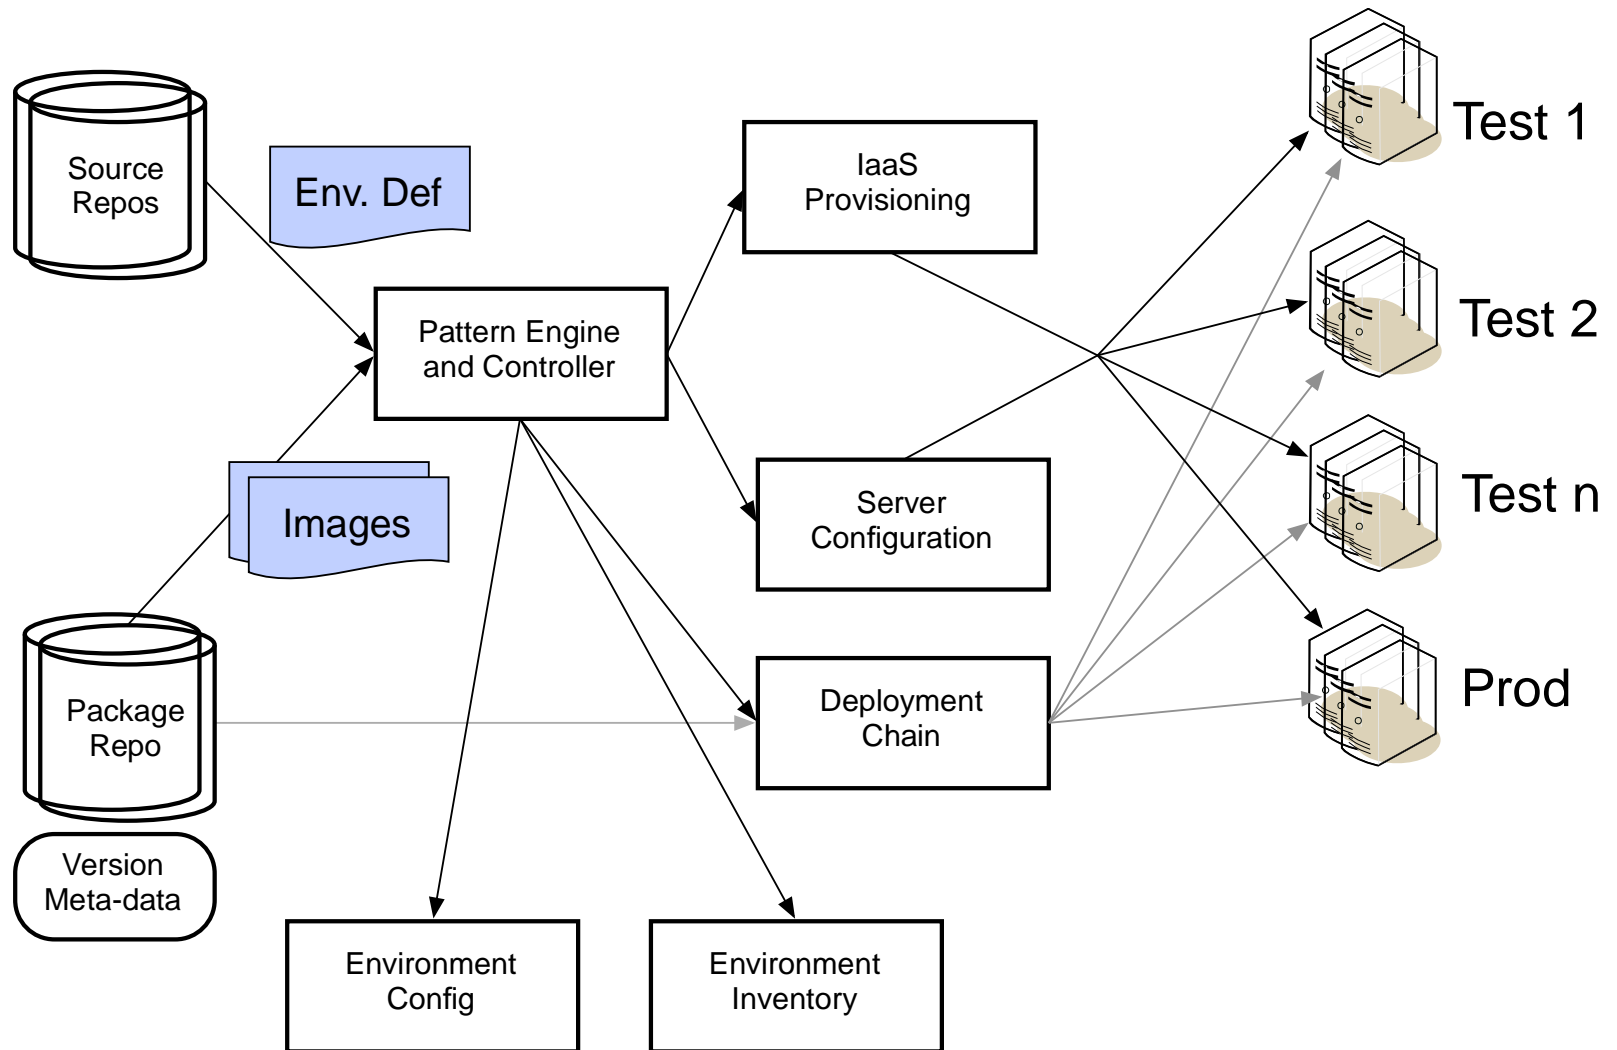 Source
Repos
Env. Def
IaaS
Provisioning
Test 1
Pattern Engine
and Controller
Test 2
Images
Server
Configuration
Test n
Package
Repo
Deployment
Chain
Prod
Version
Meta-data
Environment
Config
Environment
Inventory